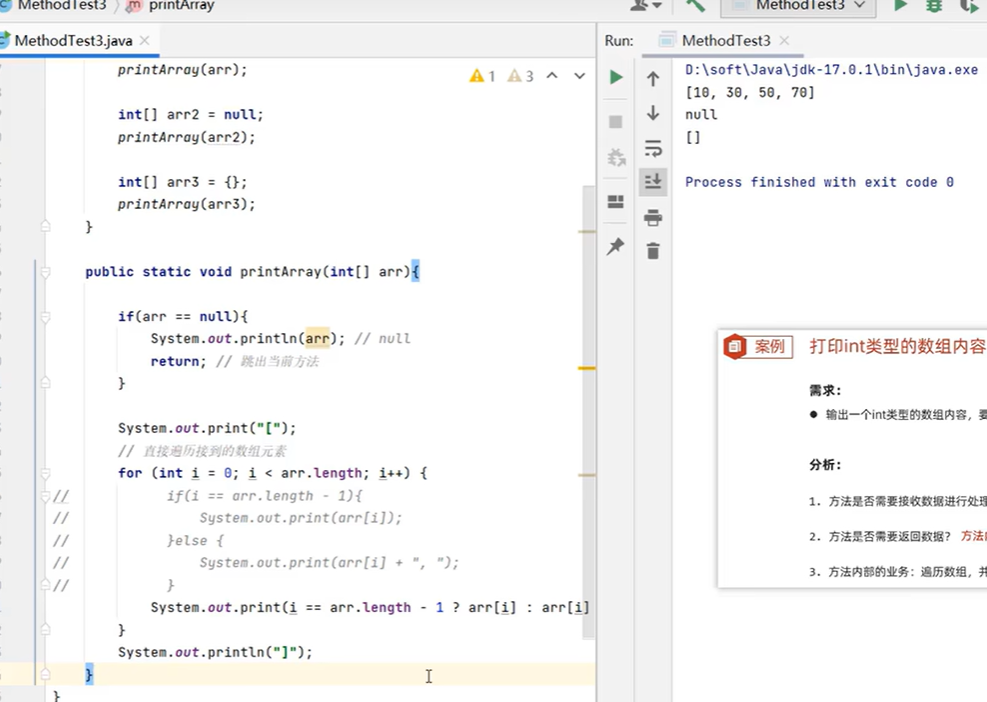 MethodTest3 printArray
MethodTest3
MethodTest3.java
printArray(arr);
1 3
int[] arr2 = null;
printArray(arr2);
int[] arr3 = {};
printArray(arr3);
}
public static void printArray(int[] arr){
if(arr == null){
System.out.println(arr); // null
return; // 跳出当前方法
}
System.out.print("[");
// 直接遍历接到的数组元素
for (int i = 0; i < arr.length; i++) {
// if(i == arr.length - 1){
// System.out.print(arr[i]);
// }else {
// System.out.print(arr[i] + ", ");
// }
System.out.print(i == arr.length - 1 ? arr[i] : arr[i]
}
System.out.println("]");
}
}
Run: MethodTest3
D:\soft\Java\jdk-17.0.1\bin\java.exe
[10, 30, 50, 70]
null
[]
Process finished with exit code 0
案例 打印int类型的数组内容
需求:
● 输出一个int类型的数组内容，要
分析:
1. 方法是否需要接收数据进行处理
2. 方法是否需要返回数据？ 方法
3. 方法内部的业务：遍历数组，并